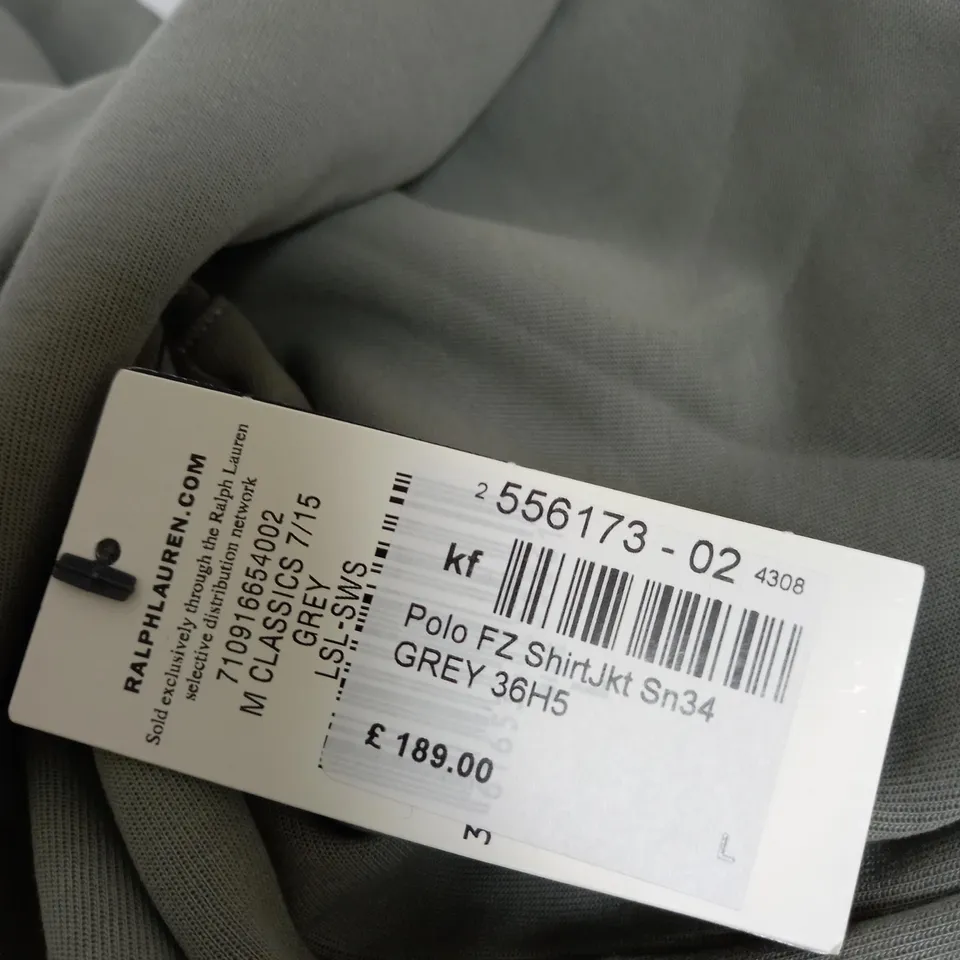 RALPHLAUREN.COM
Sold exclusively through the Ralph Lauren
selective distribution network
710916654002
M CLASSICS 7/15
GREY
LSL-SWS
2 556173 - 02 4308
kf
Polo FZ ShirtJkt Sn34
GREY 36H5
£ 189.00
3
L